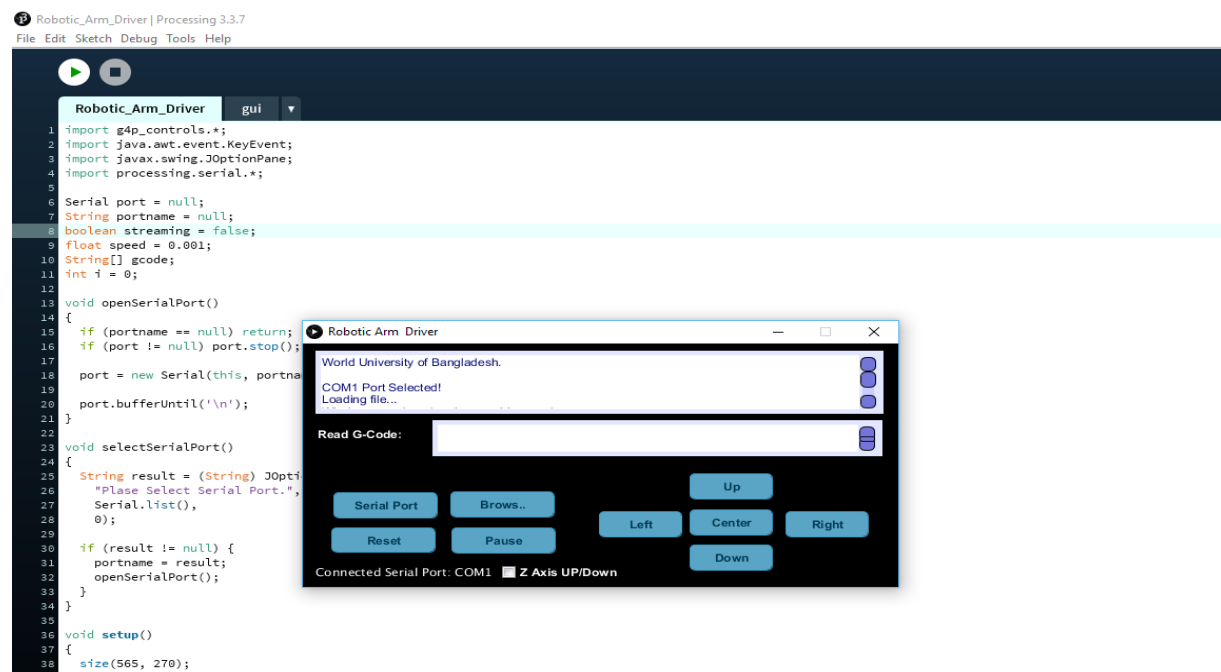 Robotic_Arm_Driver | Processing 3.3.7
File Edit Sketch Debug Tools Help
Robotic_Arm_Driver gui ▼
1 import g4p_controls.*;
2 import java.awt.event.KeyEvent;
3 import javax.swing.JOptionPane;
4 import processing.serial.*;
5
6 Serial port = null;
7 String portname = null;
8 boolean streaming = false;
9 float speed = 0.001;
10 String[] gcode;
11 int i = 0;
12
13 void openSerialPort()
14 {
15 if (portname == null) return;
16 if (port != null) port.stop();
17
18 port = new Serial(this, portna
19
20 port.bufferUntil('\n');
21 }
22
23 void selectSerialPort()
24 {
25 String result = (String) JOpti
26 "Plase Select Serial Port.",
27 Serial.list(),
28 0);
29
30 if (result != null) {
31 portname = result;
32 openSerialPort();
33 }
34 }
35
36 void setup()
37 {
38 size(565, 270);
Robotic Arm Driver
World University of Bangladesh.
COM1 Port Selected!
Loading file...
Read G-Code:
Serial Port Brows..
Reset Pause
Up
Left Center Right
Down
Connected Serial Port: COM1 Z Axis UP/Down